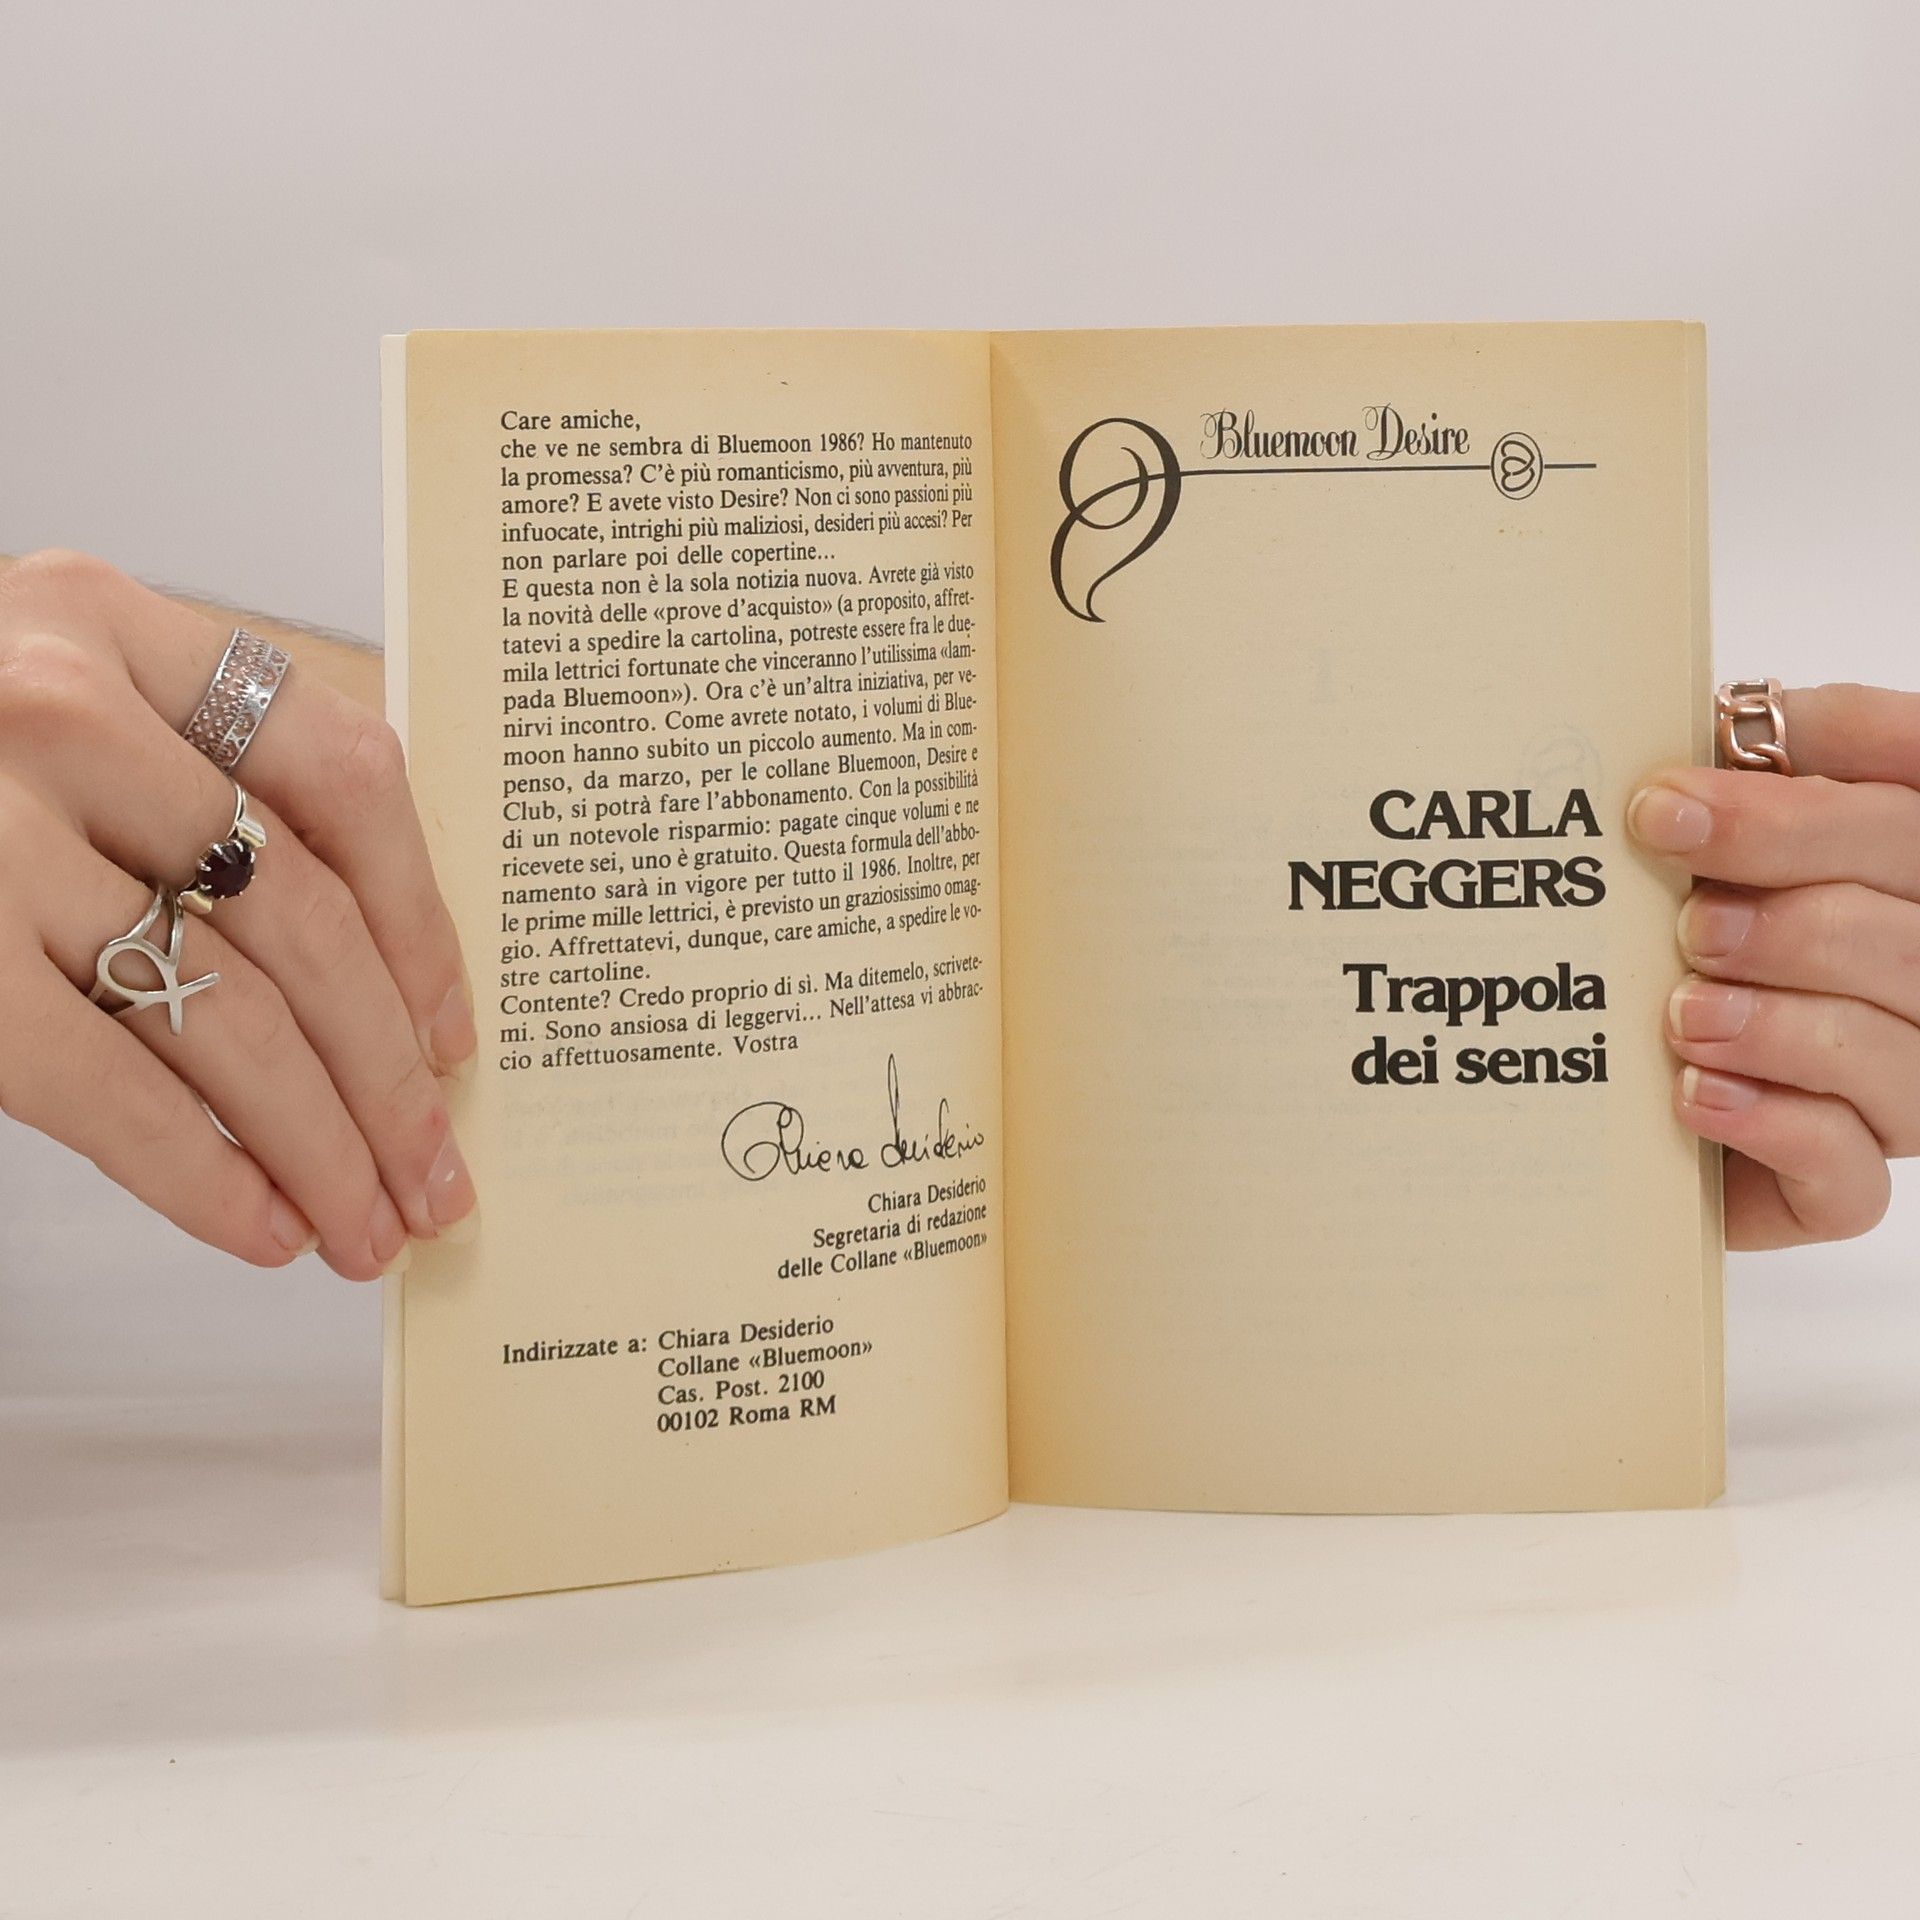 Care amiche,
che ve ne sembra di Bluemoon 1986? Ho mantenuto
la promessa? C'è più romanticismo, più avventura, più
amore? E avete visto Desire? Non ci sono passioni più
infuocate, intrighi più maliziosi, desideri più accesi? Per
non parlare poi delle copertine...
E questa non è la sola notizia nuova. Avrete già visto
la novità delle «prove d'acquisto» (a proposito, affret-
tatevi a spedire la cartolina, potreste essere fra le due-
mila lettrici fortunate che vinceranno l'utilissima «lam-
pada Bluemoon»). Ora c'è un'altra iniziativa, per ve-
nirvi incontro. Come avrete notato, i volumi di Blue-
moon hanno subito un piccolo aumento. Ma in com-
penso, da marzo, per le collane Bluemoon, Desire e
Club, si potrà fare l'abbonamento. Con la possibilità
di un notevole risparmio: pagate cinque volumi e ne
ricevete sei, uno è gratuito. Questa formula dell'abbo-
namento sarà in vigore per tutto il 1986. Inoltre, per
le prime mille lettrici, è previsto un graziosissimo omag-
gio. Affrettatevi, dunque, care amiche, a spedire le vo-
stre cartoline.
Contente? Credo proprio di sì. Ma ditemelo, scrivete-
mi. Sono ansiosa di leggervi... Nell'attesa vi abbrac-
cio affettuosamente. Vostra
Chiara Desiderio
Chiara Desiderio
Segretaria di redazione
delle Collane «Bluemoon»
Indirizzate a: Chiara Desiderio
Collane «Bluemoon»
Cas. Post. 2100
00102 Roma RM
Bluemoon Desire
CARLA
NEGGERS
Trappola
dei sensi